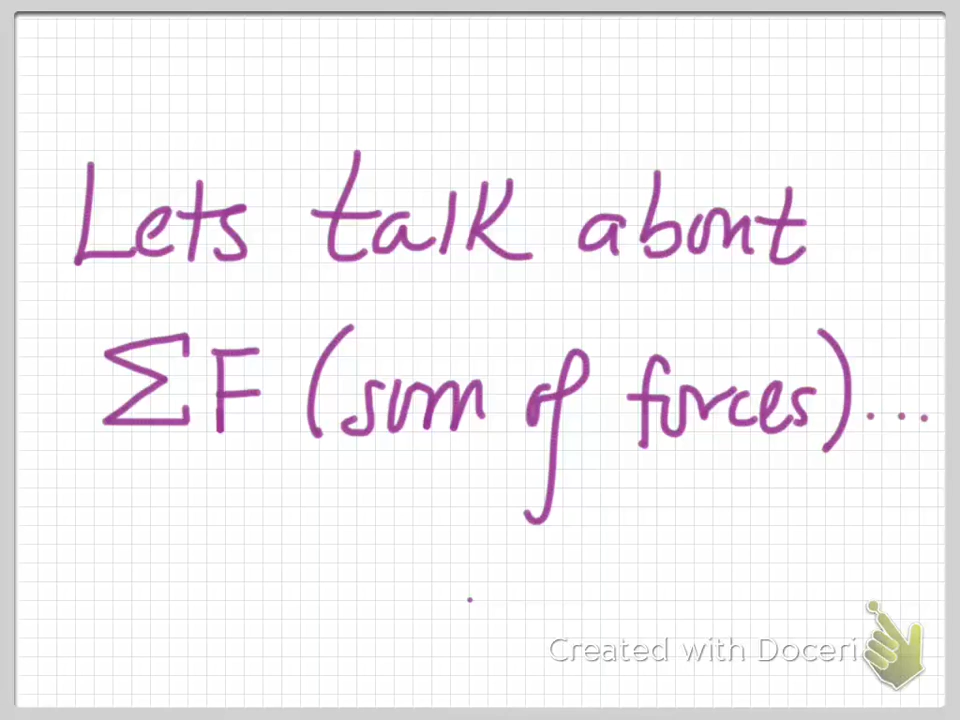 Lets talk about
ΣF (sum of forces)...
Created with Doceri